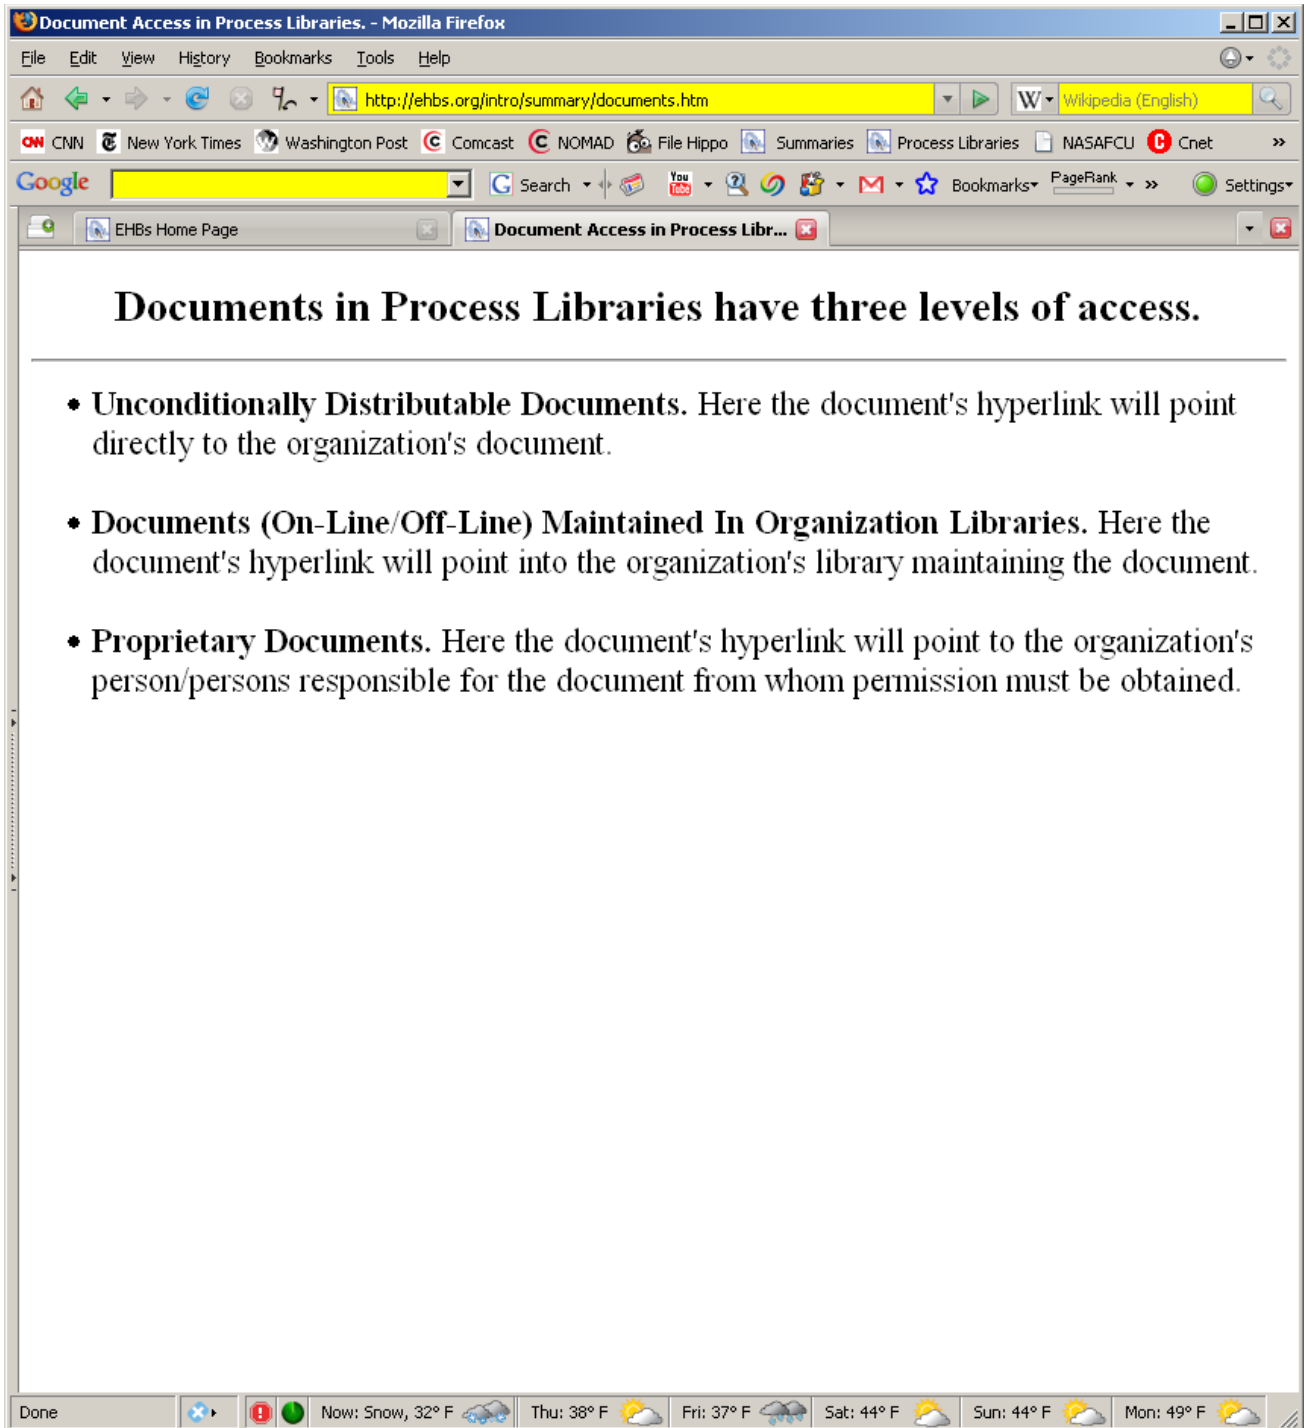 Document Access in Process Libraries. - Mozilla Firefox
File Edit View History Bookmarks Tools Help
http://ehbs.org/intro/summary/documents.htm W Wikipedia (English)
CNN CNN New York Times Washington Post C Comcast C NOMAD File Hippo Summaries Process Libraries NASAFCU C Cnet »
Google G Search You Tube Bookmarks PageRank » Settings
EHBs Home Page Document Access in Process Libr...
Documents in Process Libraries have three levels of access.
• Unconditionally Distributable Documents. Here the document's hyperlink will point
directly to the organization's document.
• Documents (On-Line/Off-Line) Maintained In Organization Libraries. Here the
document's hyperlink will point into the organization's library maintaining the document.
• Proprietary Documents. Here the document's hyperlink will point to the organization's
person/persons responsible for the document from whom permission must be obtained.
Done Now: Snow, 32° F Thu: 38° F Fri: 37° F Sat: 44° F Sun: 44° F Mon: 49° F